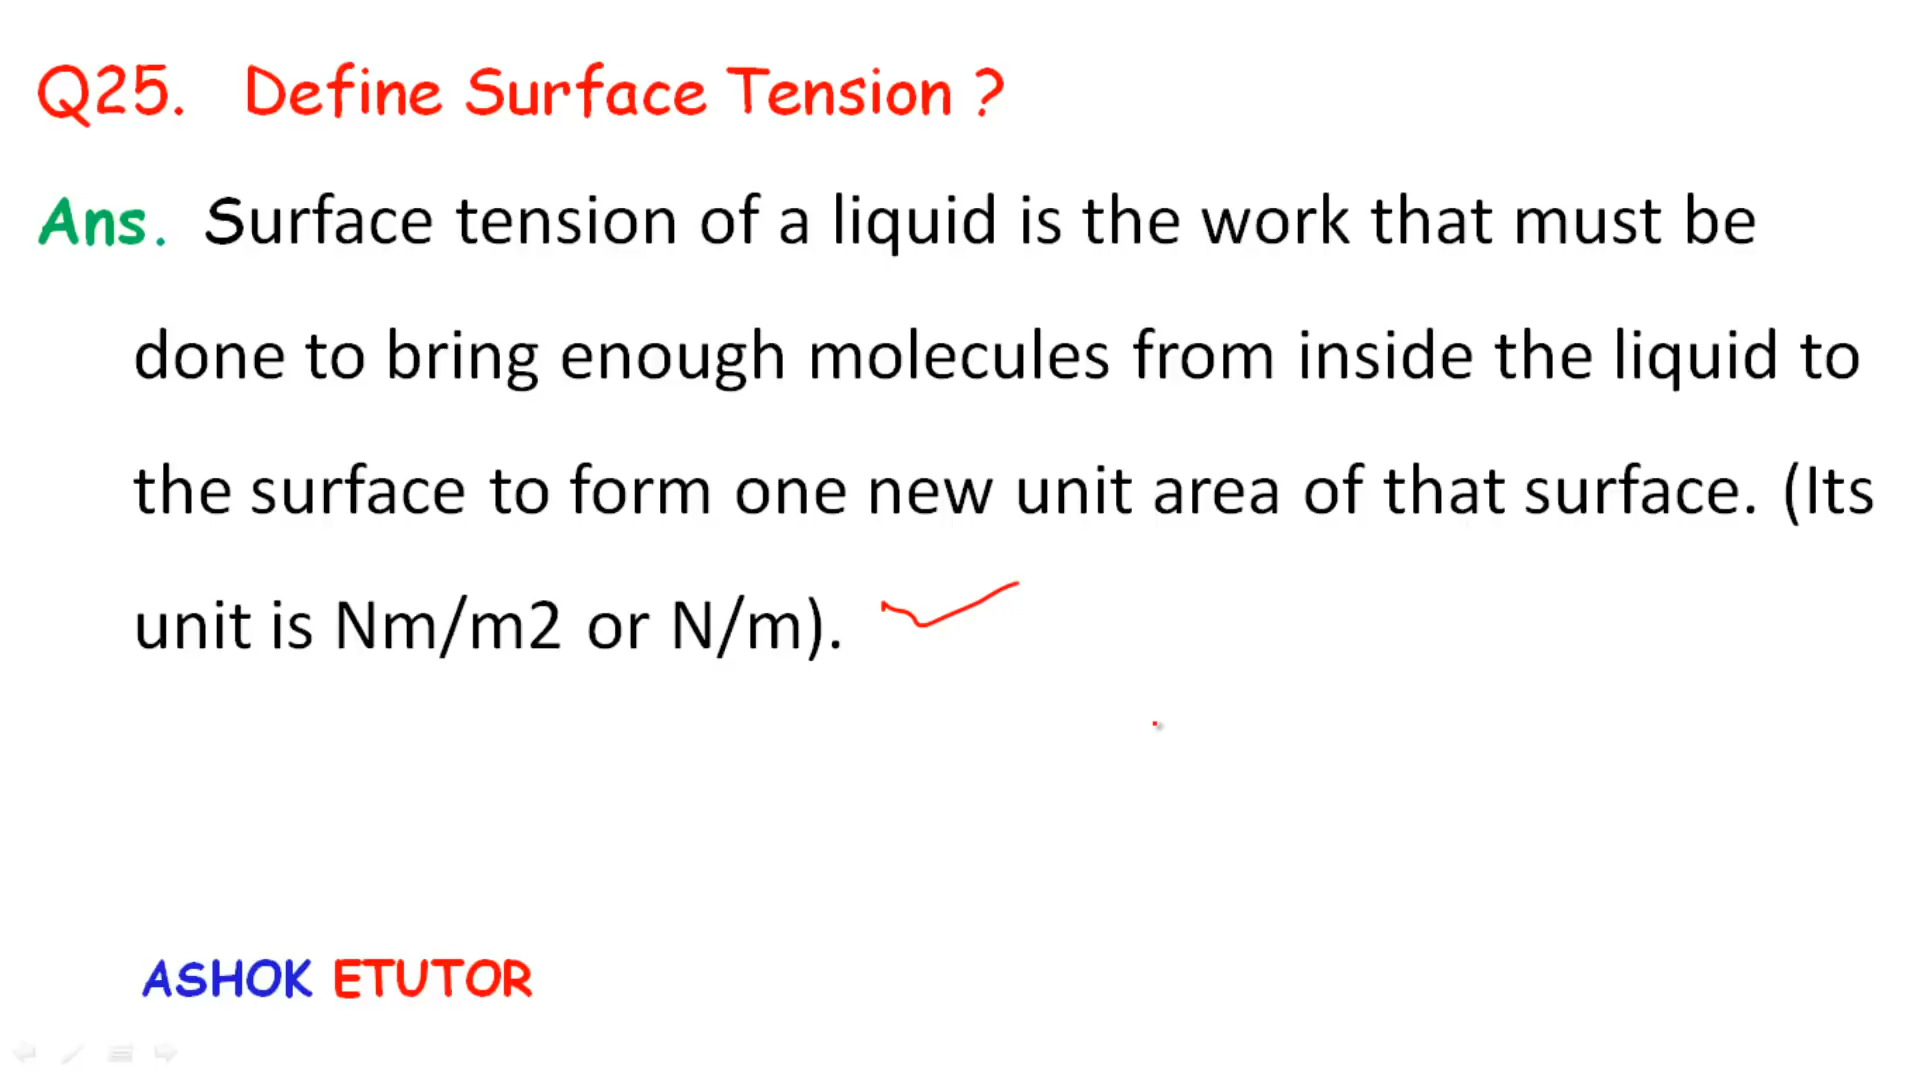 Q25. Define Surface Tension ?
Ans. Surface tension of a liquid is the work that must be
done to bring enough molecules from inside the liquid to
the surface to form one new unit area of that surface. (Its
unit is Nm/m2 or N/m).
ASHOK ETUTOR